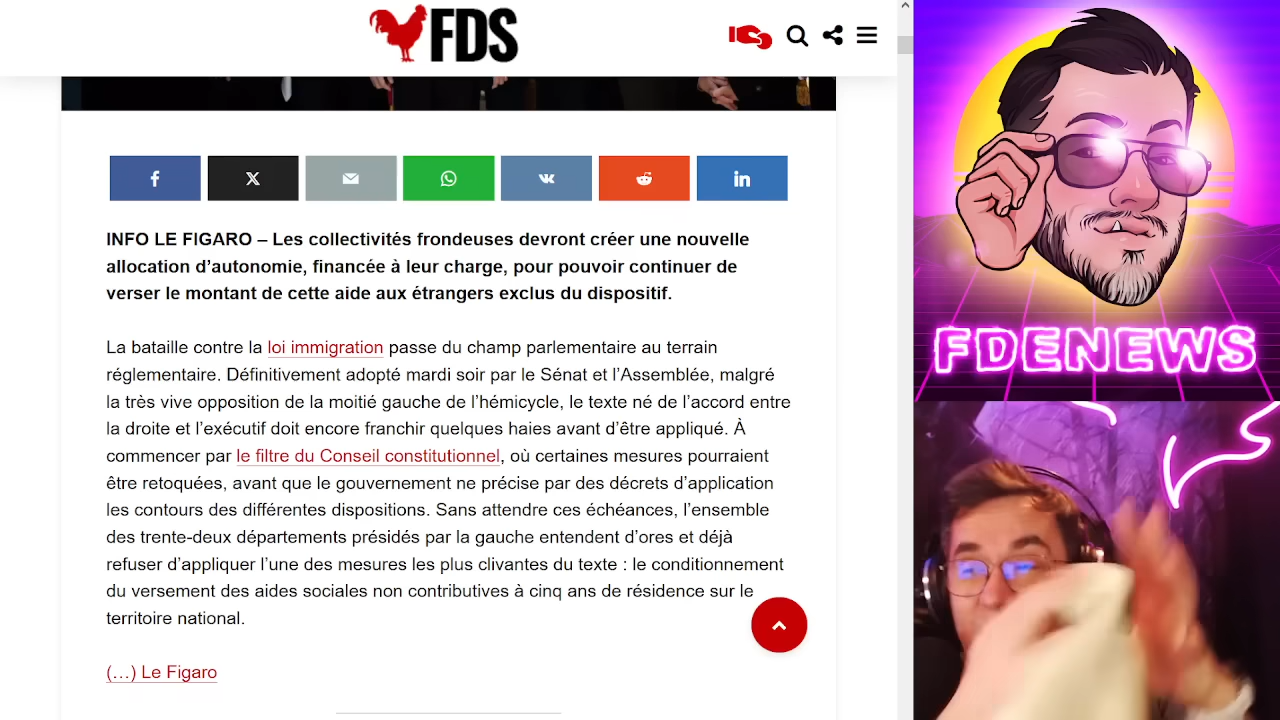 FDS
INFO LE FIGARO – Les collectivités frondeuses devront créer une nouvelle
allocation d’autonomie, financée à leur charge, pour pouvoir continuer de
verser le montant de cette aide aux étrangers exclus du dispositif.
La bataille contre la loi immigration passe du champ parlementaire au terrain
réglementaire. Définitivement adopté mardi soir par le Sénat et l’Assemblée, malgré
la très vive opposition de la moitié gauche de l’hémicycle, le texte né de l’accord entre
la droite et l’exécutif doit encore franchir quelques haies avant d’être appliqué. À
commencer par le filtre du Conseil constitutionnel, où certaines mesures pourraient
être retoquées, avant que le gouvernement ne précise par des décrets d’application
les contours des différentes dispositions. Sans attendre ces échéances, l’ensemble
des trente-deux départements présidés par la gauche entendent d’ores et déjà
refuser d’appliquer l’une des mesures les plus clivantes du texte : le conditionnement
du versement des aides sociales non contributives à cinq ans de résidence sur le
territoire national.
(…) Le Figaro
FDENEWS